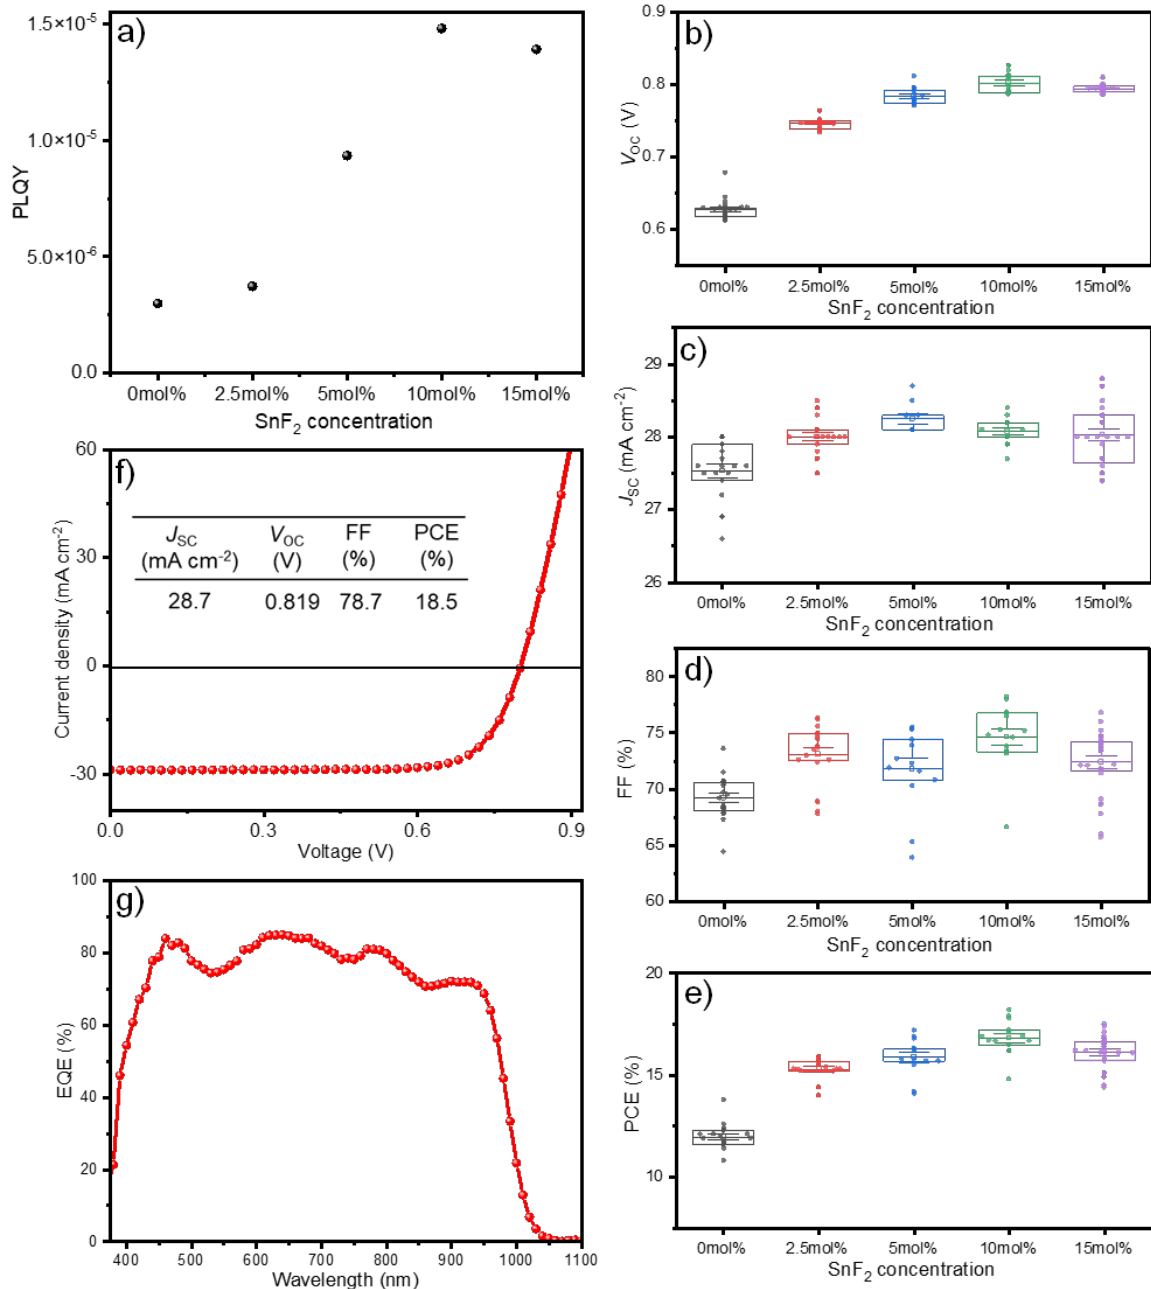 a)
1.5×10⁻⁵
1.0×10⁻⁵
5.0×10⁻⁶
0.0
PLQY
0mol% 2.5mol% 5mol% 10mol% 15mol%
SnF₂ concentration
b)
0.9
0.8
0.7
0.6
V_OC (V)
0mol% 2.5mol% 5mol% 10mol% 15mol%
SnF₂ concentration
c)
29
28
27
26
J_SC (mA cm⁻²)
0mol% 2.5mol% 5mol% 10mol% 15mol%
SnF₂ concentration
f)
60
30
0
-30
Current density (mA cm⁻²)
J_SC V_OC FF PCE
(mA cm⁻²) (V) (%) (%)
28.7 0.819 78.7 18.5
0.0 0.3 0.6 0.9
Voltage (V)
d)
80
75
70
65
60
FF (%)
0mol% 2.5mol% 5mol% 10mol% 15mol%
SnF₂ concentration
g)
100
80
60
40
20
0
EQE (%)
400 500 600 700 800 900 1000 1100
Wavelength (nm)
e)
20
15
10
PCE (%)
0mol% 2.5mol% 5mol% 10mol% 15mol%
SnF₂ concentration